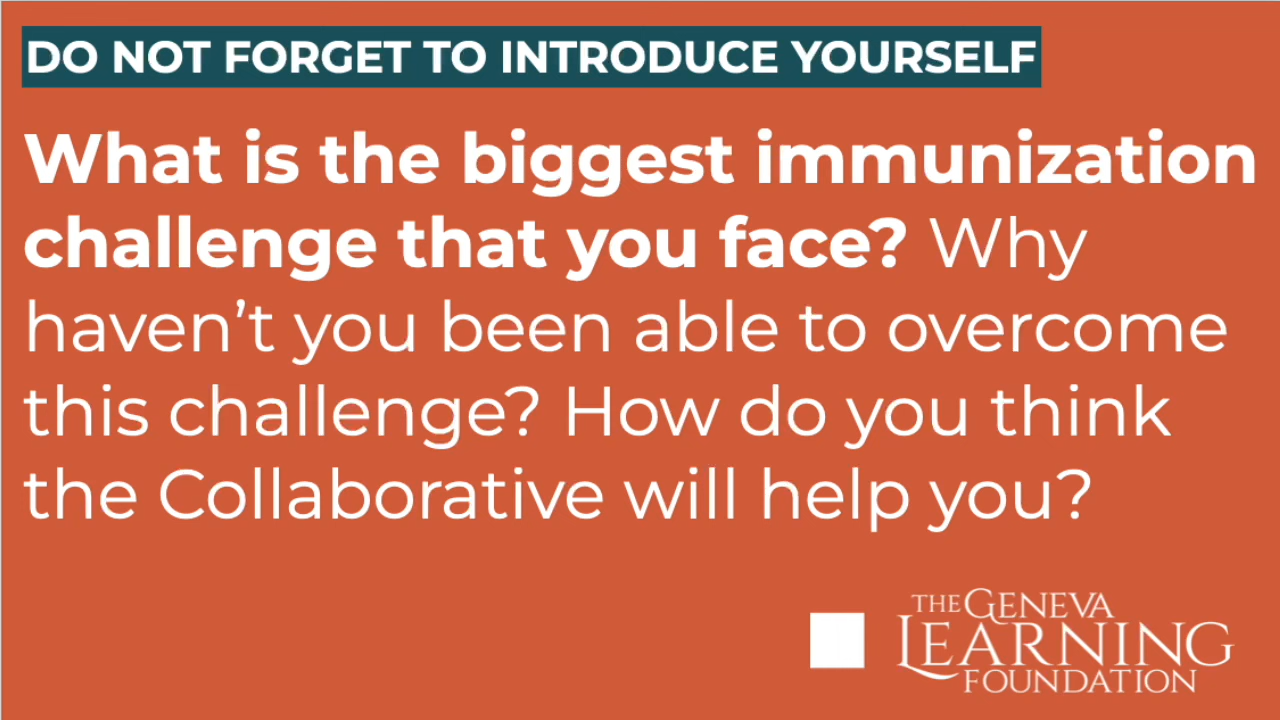 DO NOT FORGET TO INTRODUCE YOURSELF
What is the biggest immunization
challenge that you face? Why
haven’t you been able to overcome
this challenge? How do you think
the Collaborative will help you?
THE GENEVA
LEARNING
FOUNDATION